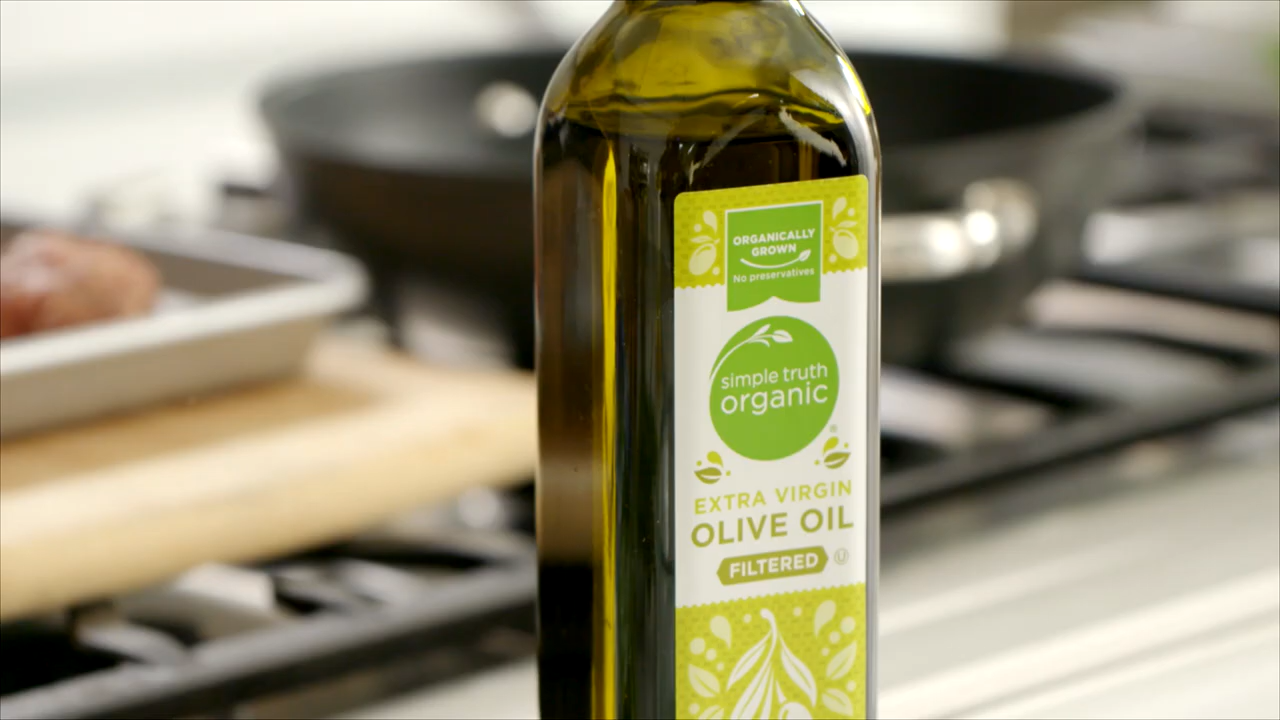 ORGANICALLY
GROWN
No preservatives
simple truth
organic
®
EXTRA VIRGIN
OLIVE OIL
FILTERED
U